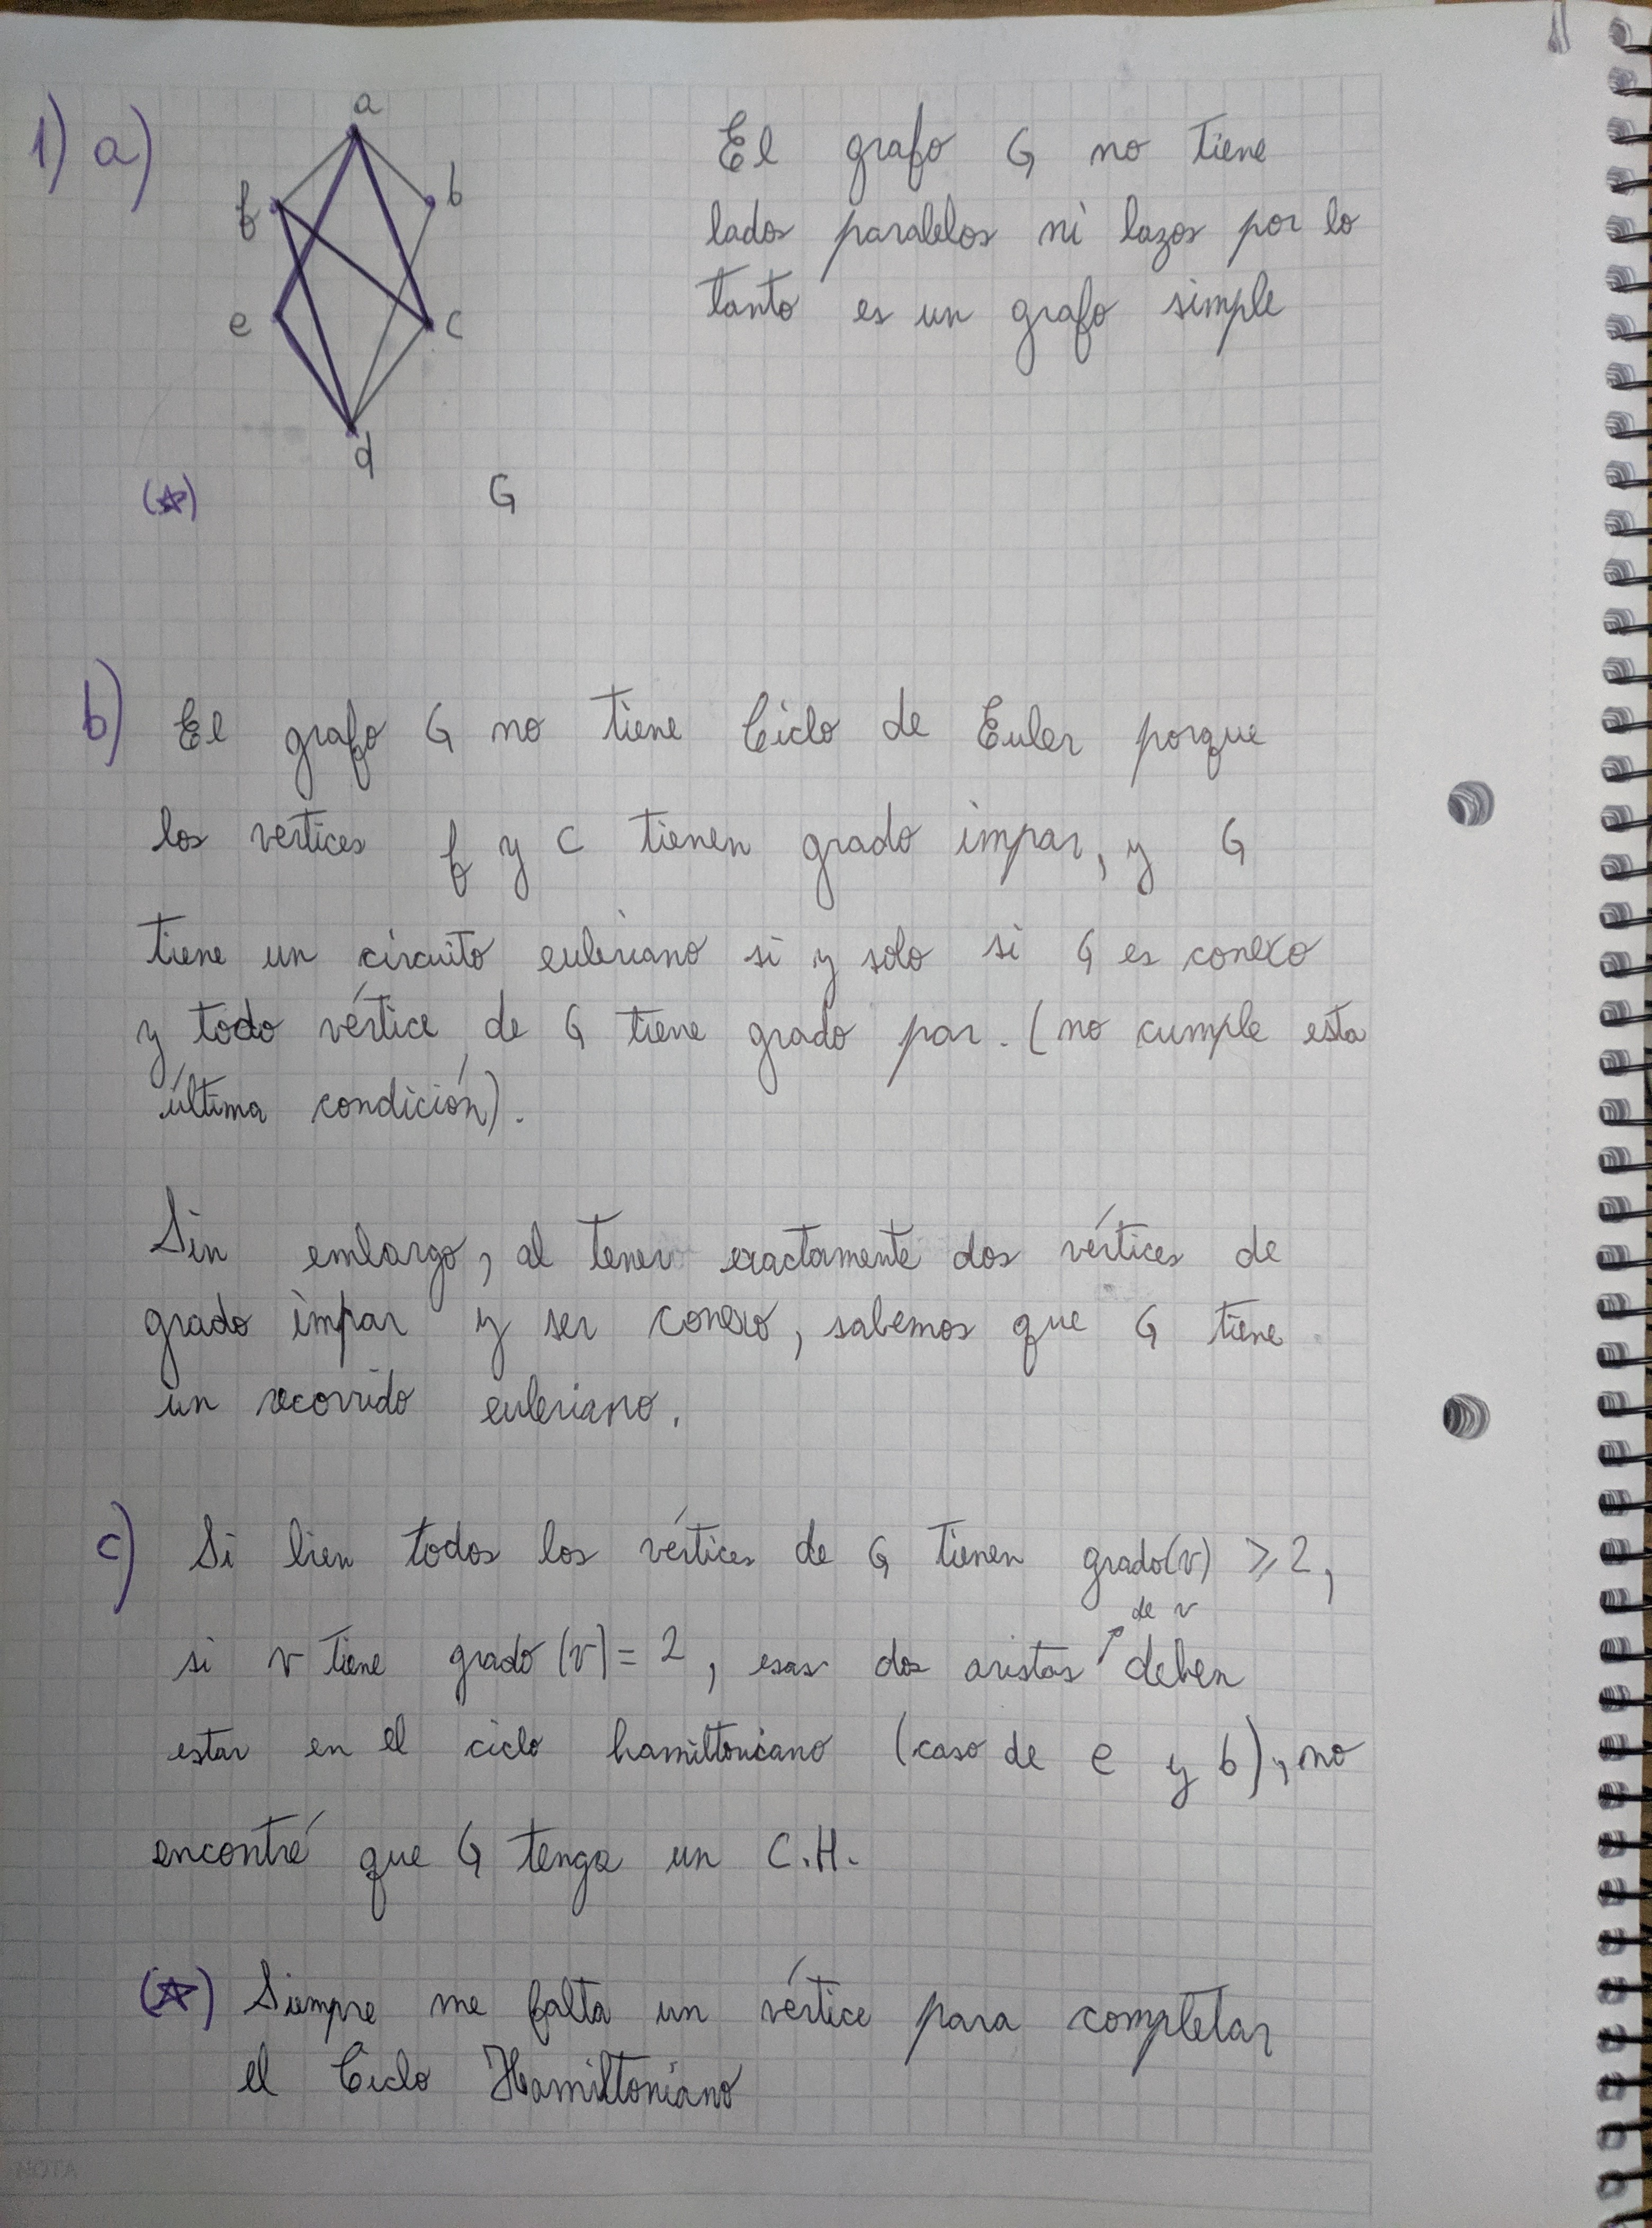 1) a)
a
f
b
e
c
d
(☆)
G
El grafo G no tiene
lados paralelos ni lazos por lo
tanto es un grafo simple
b) El grafo G no tiene Ciclo de Euler porque
los vertices f y c tienen grado impar, y G
tiene un circuito euleriano si y solo si G es conexo
y todo vértice de G tiene grado par. (no cumple esta
última condición).
Sin embargo, al tener exactamente dos vértices de
grado impar y ser conexo, sabemos que G tiene
un recorrido euleriano.
c) Si bien todos los vértices de G tienen grado(v) ≥ 2,
de v
si v tiene grado (v) = 2, esas dos aristas ↗ deben
estar en el ciclo hamiltoniano (caso de e y b), no
encontré que G tenga un C.H.
(☆) Siempre me falta un vértice para completar
el Ciclo Hamiltoniano
NOTA